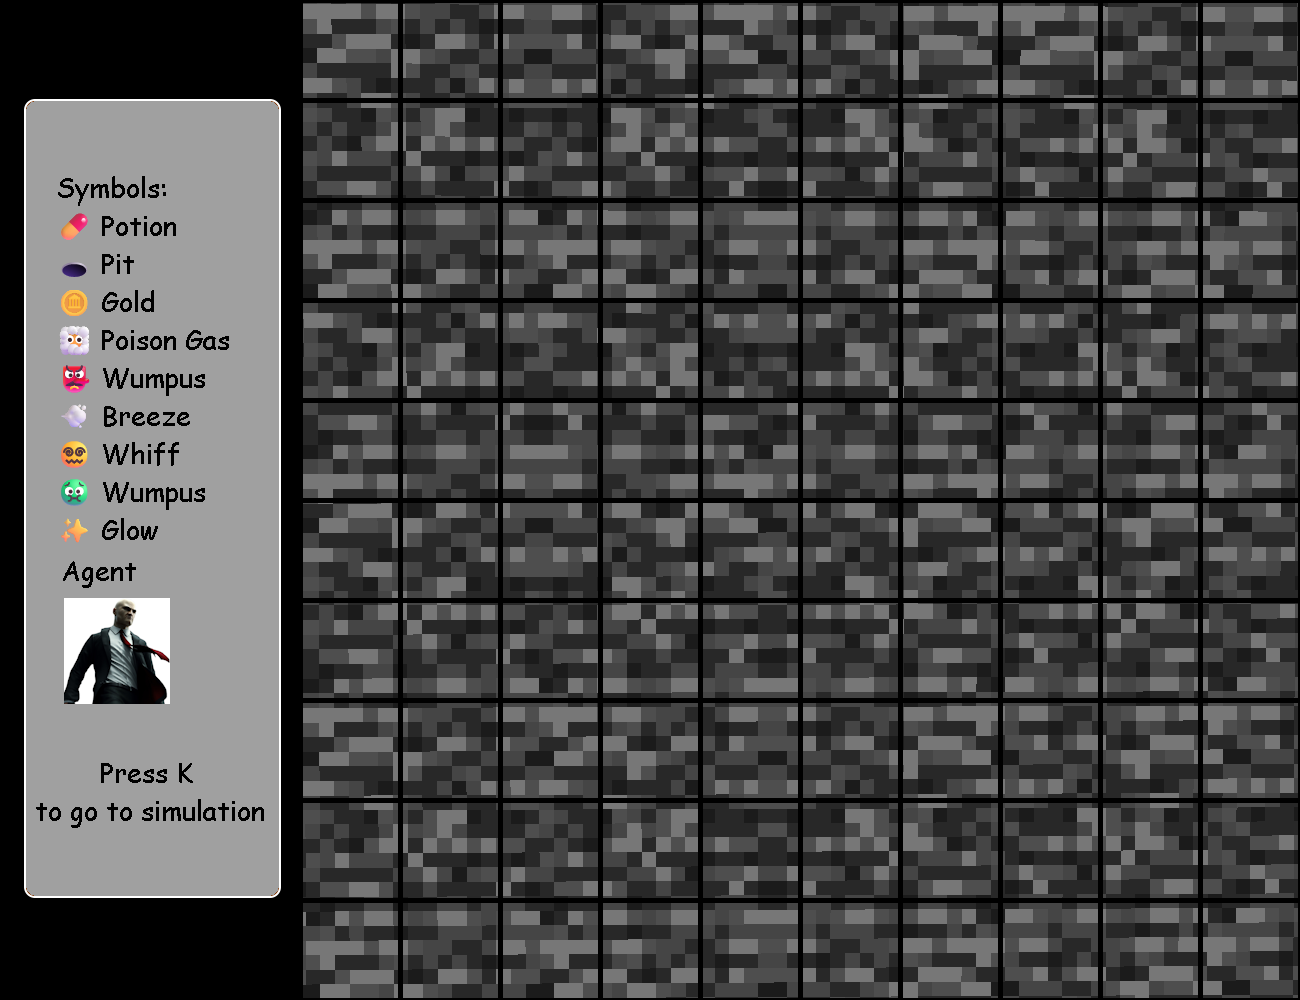 Symbols:
Potion
Pit
Gold
Poison Gas
Wumpus
Breeze
Whiff
Wumpus
Glow
Agent
Press K
to go to simulation